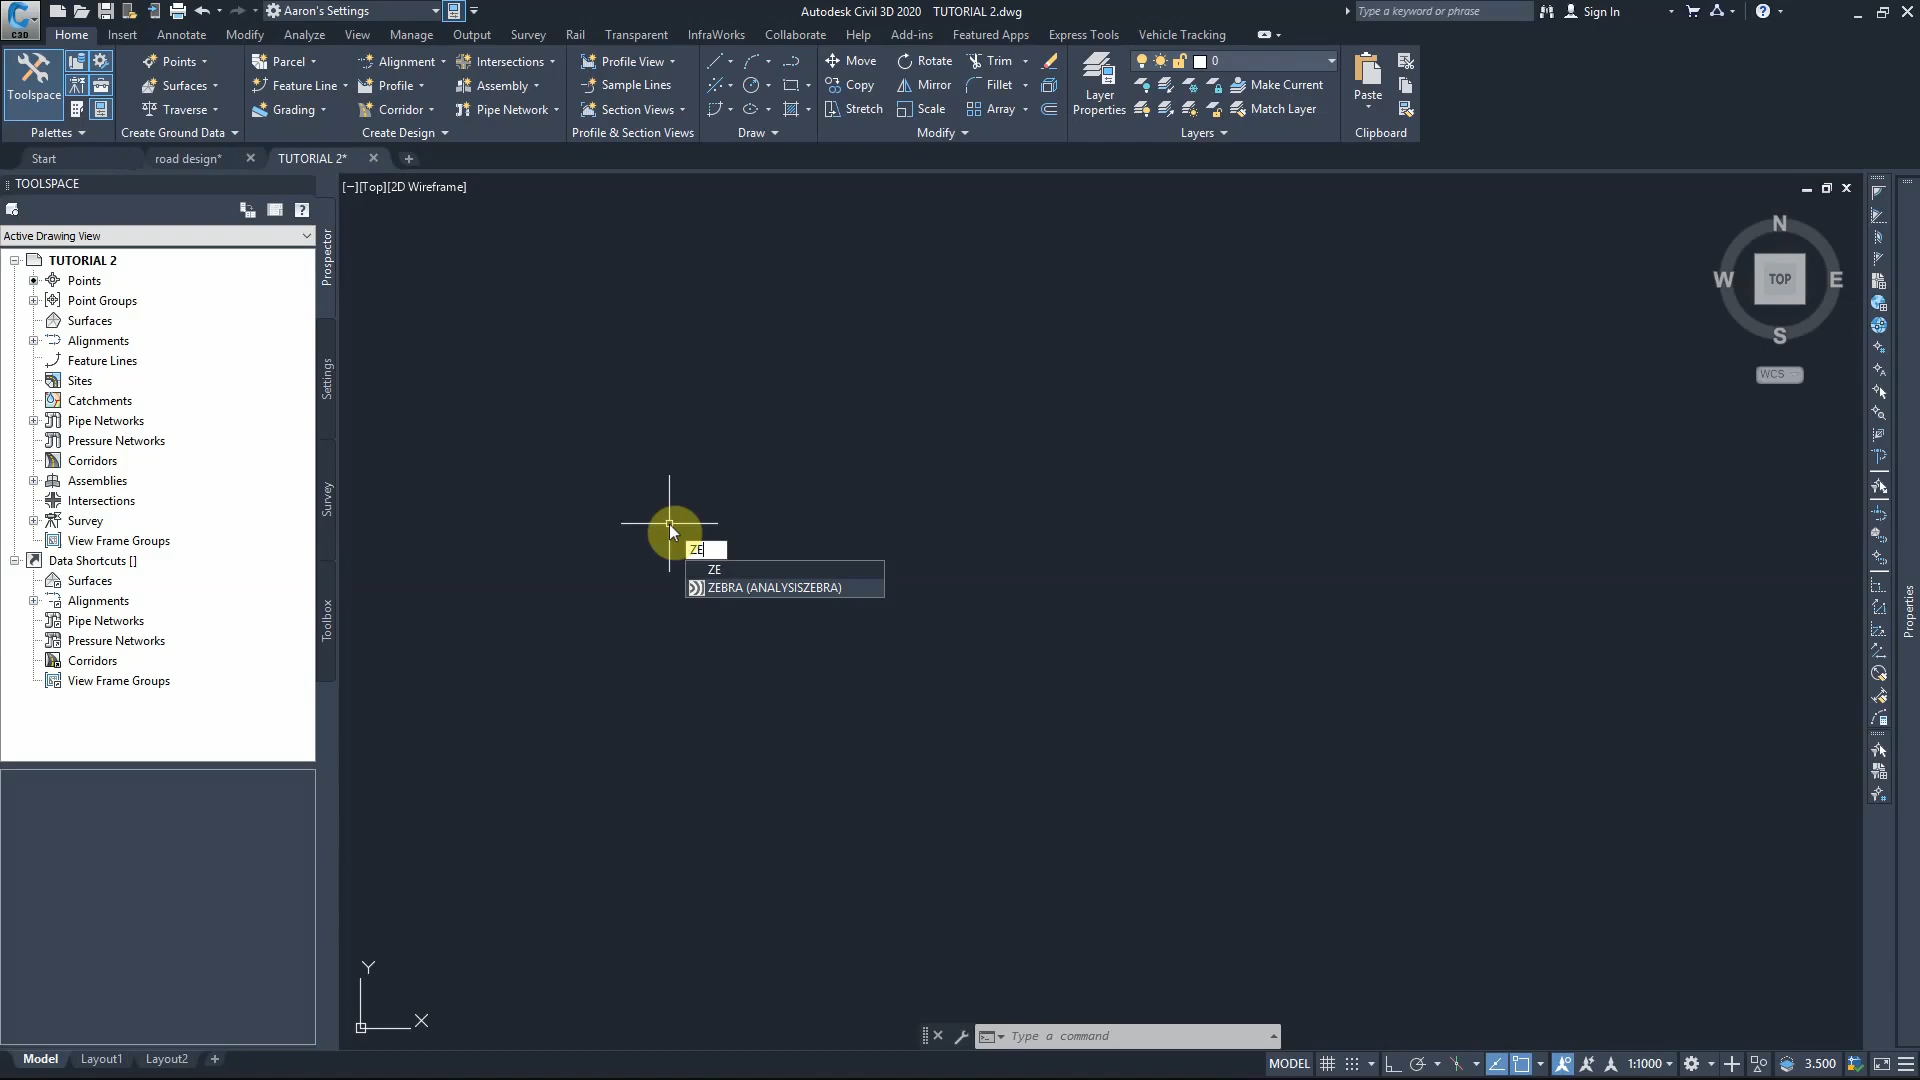 Aaron's Settings
Autodesk Civil 3D 2020 TUTORIAL 2.dwg
Type a keyword or phrase
Sign In
C3D
Home Insert Annotate Modify Analyze View Manage Output Survey Rail Transparent InfraWorks Collaborate Help Add-ins Featured Apps Express Tools Vehicle Tracking
Toolspace
Palettes
Points
Surfaces
Traverse
Create Ground Data
Parcel
Feature Line
Grading
Alignment
Profile
Corridor
Intersections
Assembly
Pipe Network
Create Design
Profile View
Sample Lines
Section Views
Profile & Section Views
Draw
Move
Copy
Stretch
Rotate
Mirror
Scale
Trim
Fillet
Array
Modify
Layer
Properties
0
Make Current
Match Layer
Layers
Paste
Clipboard
Start
road design*
TUTORIAL 2*
TOOLSPACE
Active Drawing View
TUTORIAL 2
Points
Point Groups
Surfaces
Alignments
Feature Lines
Sites
Catchments
Pipe Networks
Pressure Networks
Corridors
Assemblies
Intersections
Survey
View Frame Groups
Data Shortcuts []
Surfaces
Alignments
Pipe Networks
Pressure Networks
Corridors
View Frame Groups
Prospector
Settings
Survey
Toolbox
[−][Top][2D Wireframe]
N
W TOP E
S
WCS
Properties
ZE
ZE
ZEBRA (ANALYSISZEBRA)
Y
X
Type a command
Model Layout1 Layout2
MODEL
1:1000
3.500